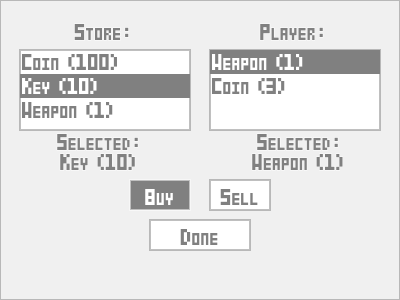 Store:
Coin (100)
Key (10)
Weapon (1)
Selected:
Key (10)
Player:
Weapon (1)
Coin (3)
Selected:
Weapon (1)
Buy
Sell
Done